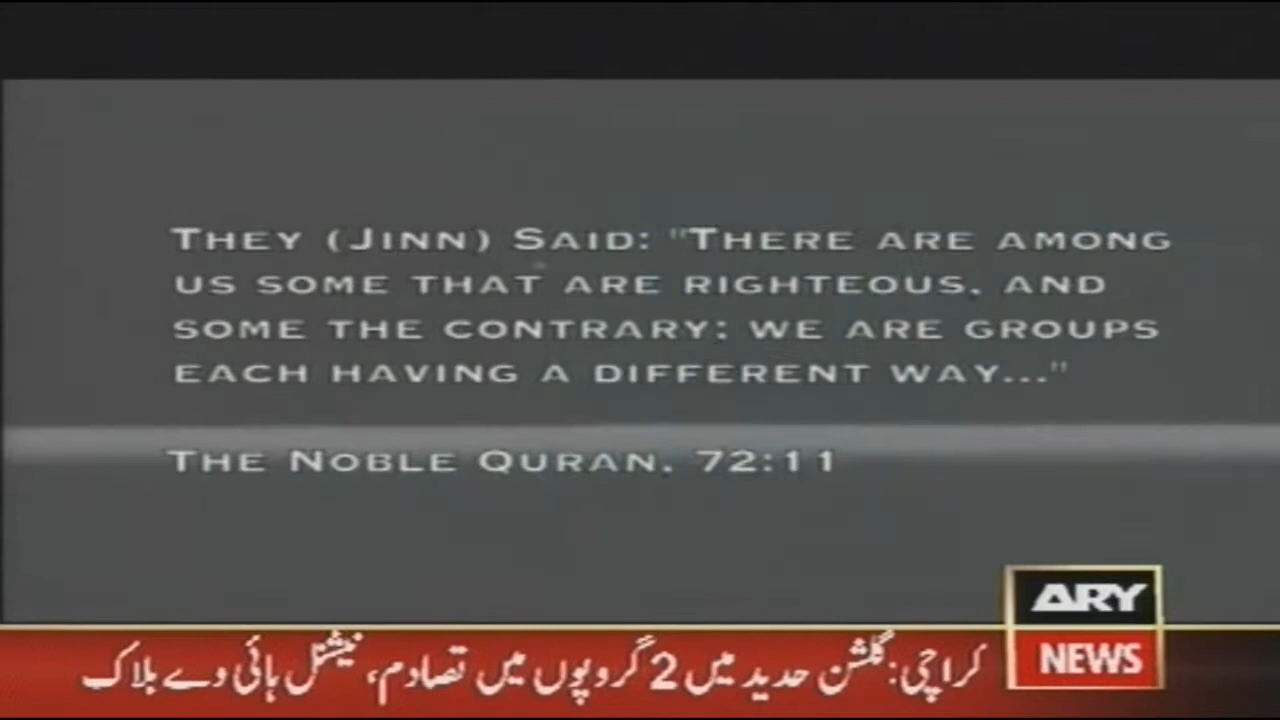 THEY (JINN) SAID: "THERE ARE AMONG
US SOME THAT ARE RIGHTEOUS, AND
SOME THE CONTRARY: WE ARE GROUPS
EACH HAVING A DIFFERENT WAY..."
THE NOBLE QURAN, 72:11
ARY
NEWS
کراچی: گلشن حدید میں 2 گروپوں میں تصادم، نیشنل ہائی وے بلاک